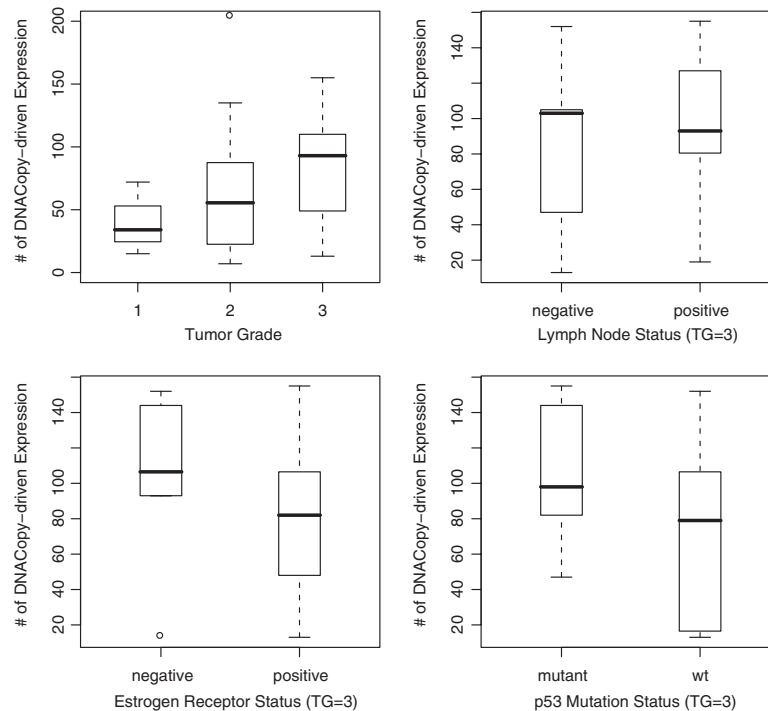 # of DNACopy−driven Expression
200
150
100
50
0
1 2 3
Tumor Grade
# of DNACopy−driven Expression
140
100
80
60
40
20
negative positive
Lymph Node Status (TG=3)
# of DNACopy−driven Expression
140
100
80
60
40
20
negative positive
Estrogen Receptor Status (TG=3)
# of DNACopy−driven Expression
140
100
80
60
40
20
mutant wt
p53 Mutation Status (TG=3)